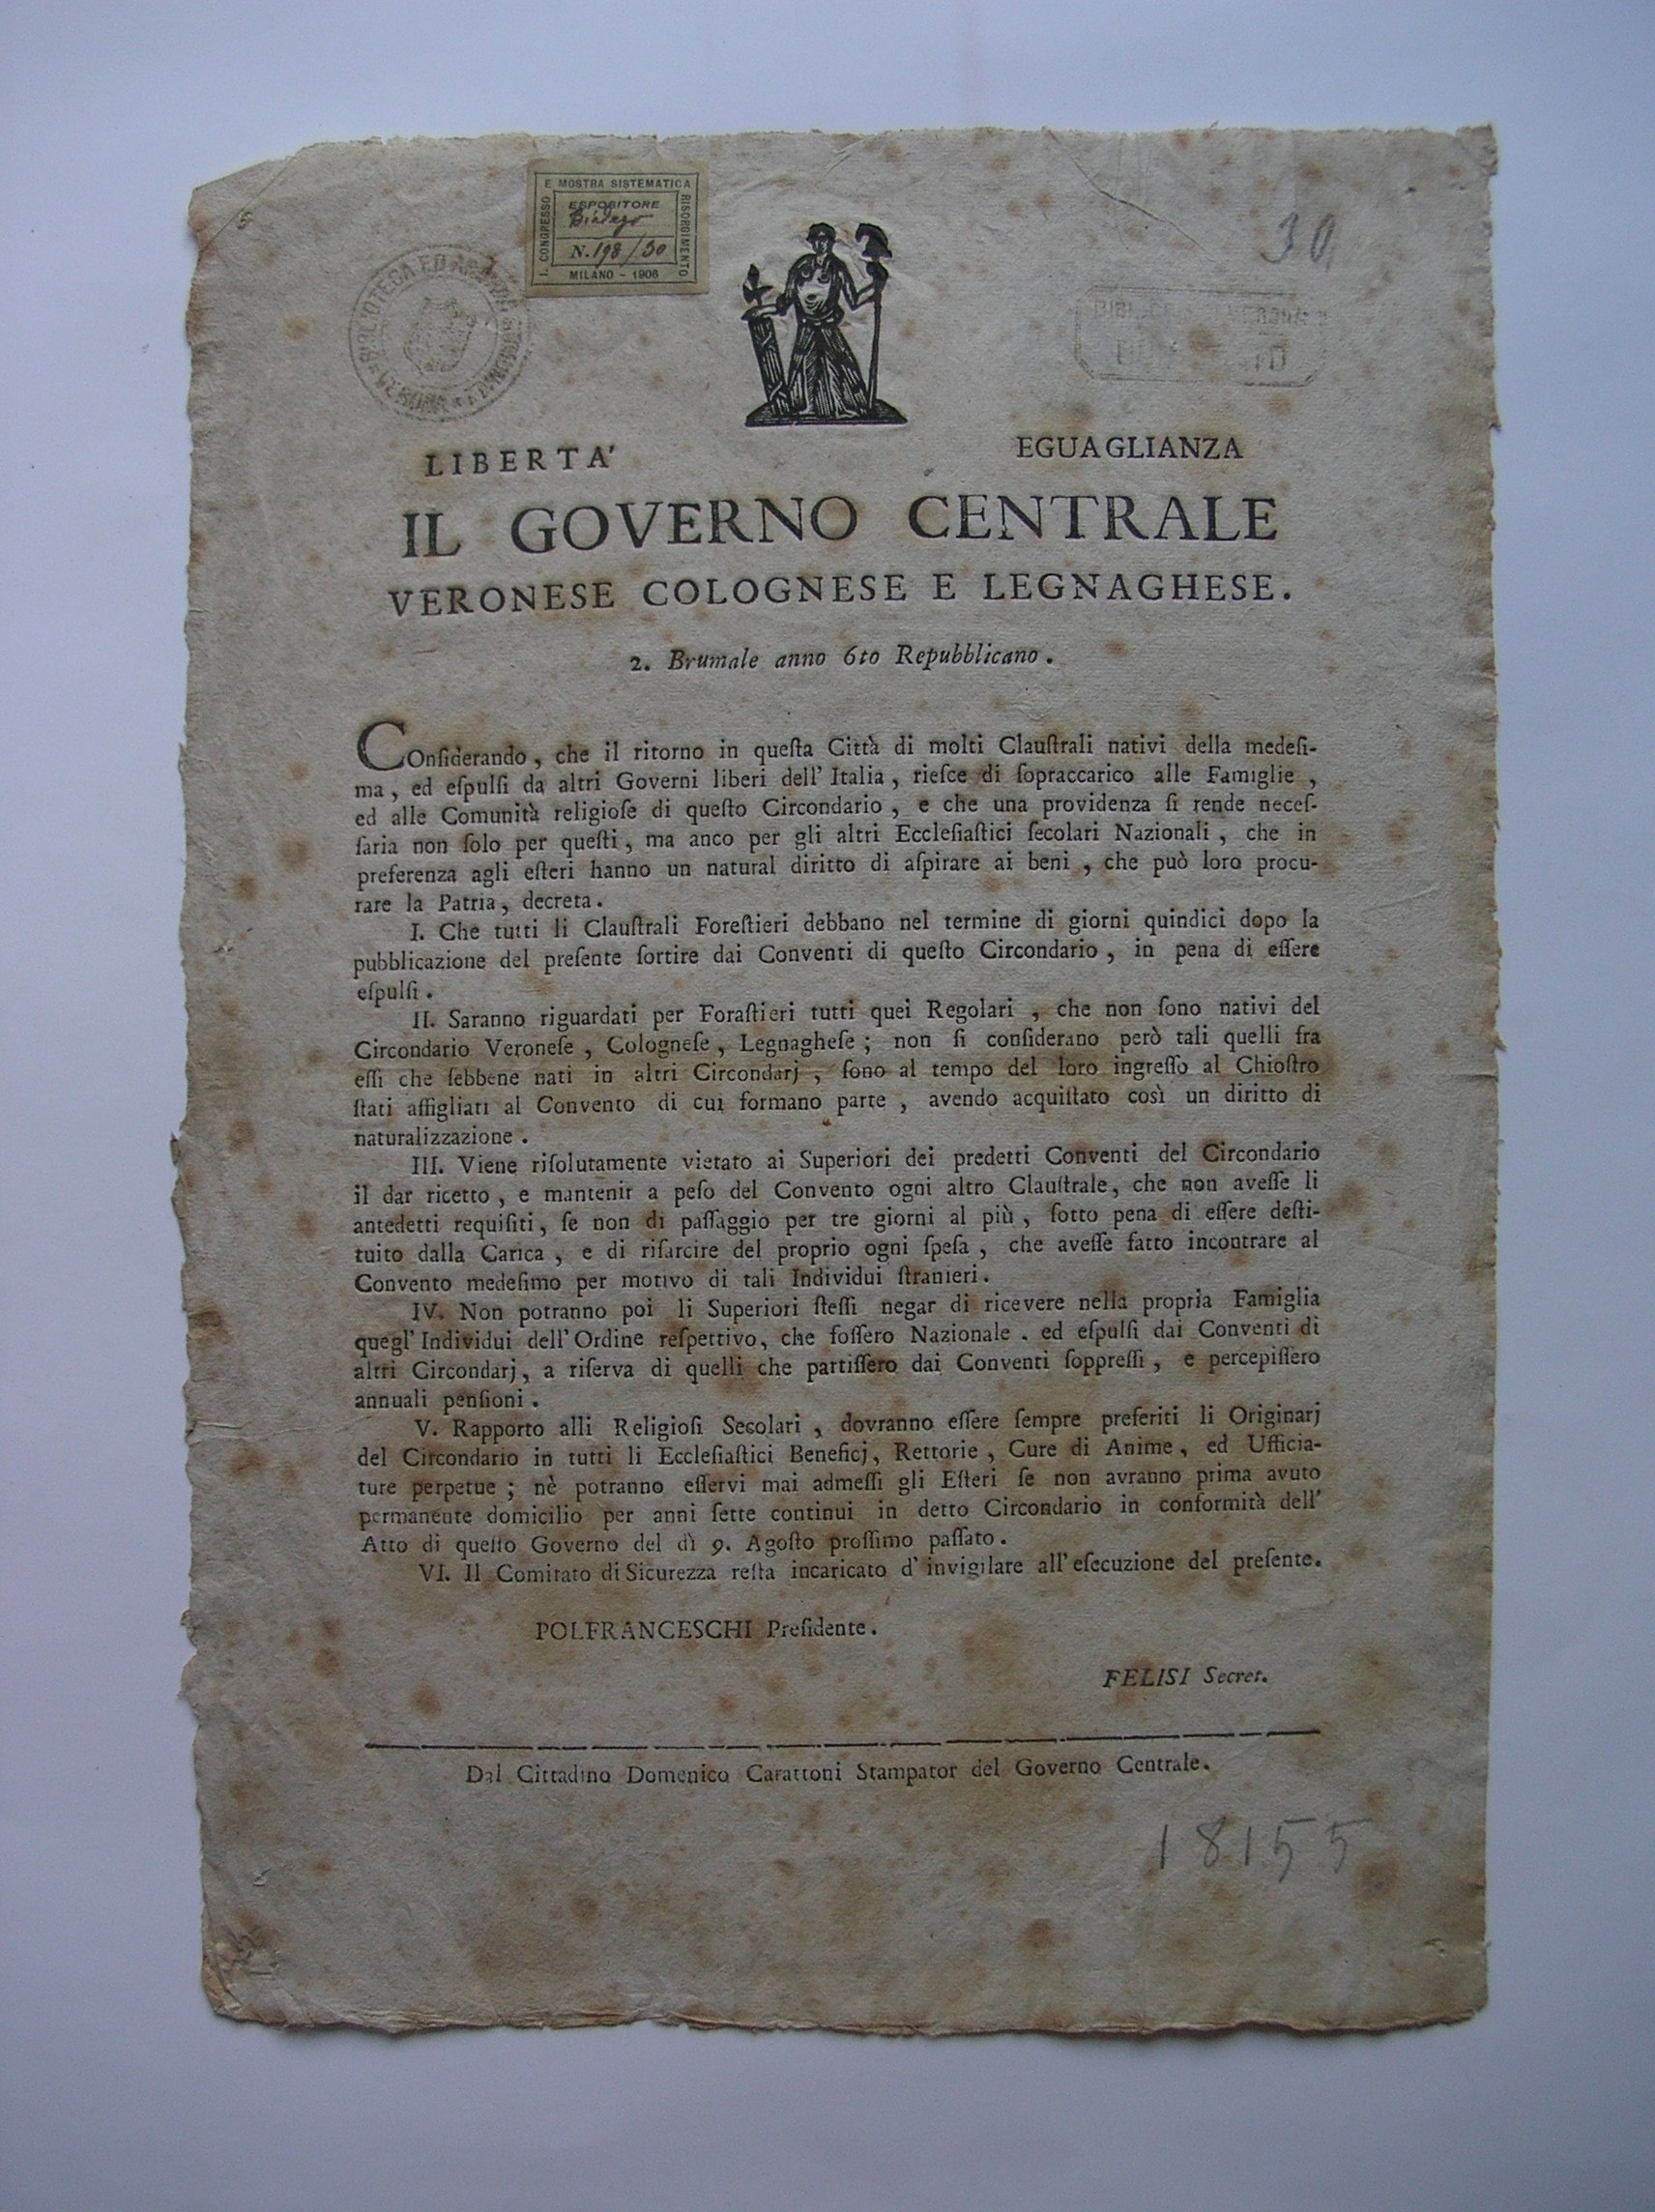 I. CONGRESSO E MOSTRA SISTEMATICA RISORGIMENTO
ESPOSITORE
Biadego
N. 198/30
MILANO - 1906
30
BIBLIOTECA ED
VERONA
LIBERTA'
EGUAGLIANZA
IL GOVERNO CENTRALE
VERONESE COLOGNESE E LEGNAGHESE.
2. Brumale anno 6to Repubblicano.
COnſiderando, che il ritorno in queſta Città di molti Clauſtrali nativi della medeſi-
ma, ed eſpulſi da altri Governi liberi dell' Italia, rieſce di ſopraccarico alle Famiglie,
ed alle Comunità religioſe di queſto Circondario, e che una providenza ſi rende neceſ-
ſaria non ſolo per queſti, ma anco per gli altri Eccleſiaſtici ſecolari Nazionali, che in
preferenza agli eſteri hanno un natural diritto di aſpirare ai beni, che può loro procu-
rare la Patria, decreta.
I. Che tutti li Clauſtrali Foreſtieri debbano nel termine di giorni quindici dopo la
pubblicazione del preſente ſortire dai Conventi di queſto Circondario, in pena di eſſere
eſpulſi.
II. Saranno riguardati per Foraſtieri tutti quei Regolari, che non ſono nativi del
Circondario Veroneſe, Cologneſe, Legnagheſe; non ſi conſiderano però tali quelli fra
eſſi che ſebbene nati in altri Circondarj, ſono al tempo del loro ingreſſo al Chioſtro
ſtati affigliati al Convento di cui formano parte, avendo acquiſtato così un diritto di
naturalizzazione.
III. Viene riſolutamente vietato ai Superiori dei predetti Conventi del Circondario
il dar ricetto, e mantenir a peſo del Convento ogni altro Clauſtrale, che non aveſſe li
antedetti requiſiti, ſe non di paſſaggio per tre giorni al più, ſotto pena di eſſere deſti-
tuito dalla Carica, e di riſarcire del proprio ogni ſpeſa, che aveſſe fatto incontrare al
Convento medeſimo per motivo di tali Individui ſtranieri.
IV. Non potranno poi li Superiori ſteſſi negar di ricevere nella propria Famiglia
quegl' Individui dell' Ordine reſpettivo, che foſſero Nazionale. ed eſpulſi dai Conventi di
altri Circondarj, a riſerva di quelli che partiſſero dai Conventi ſoppreſſi, e percepiſſero
annuali penſioni.
V. Rapporto alli Religioſi Secolari, dovranno eſſere ſempre preferiti li Originarj
del Circondario in tutti li Eccleſiaſtici Beneficj, Rettorie, Cure di Anime, ed Ufficia-
ture perpetue; nè potranno eſſervi mai admeſſi gli Eſteri ſe non avranno prima avuto
permanente domicilio per anni ſette continui in detto Circondario in conformità dell'
Atto di queſto Governo del dì 9. Agoſto proſſimo paſſato.
VI. Il Comitato di Sicurezza reſta incaricato d' invigilare all' eſecuzione del preſente.
POLFRANCESCHI Preſidente.
FELISI Secret.
Dal Cittadino Domenico Carattoni Stampator del Governo Centrale.
18155